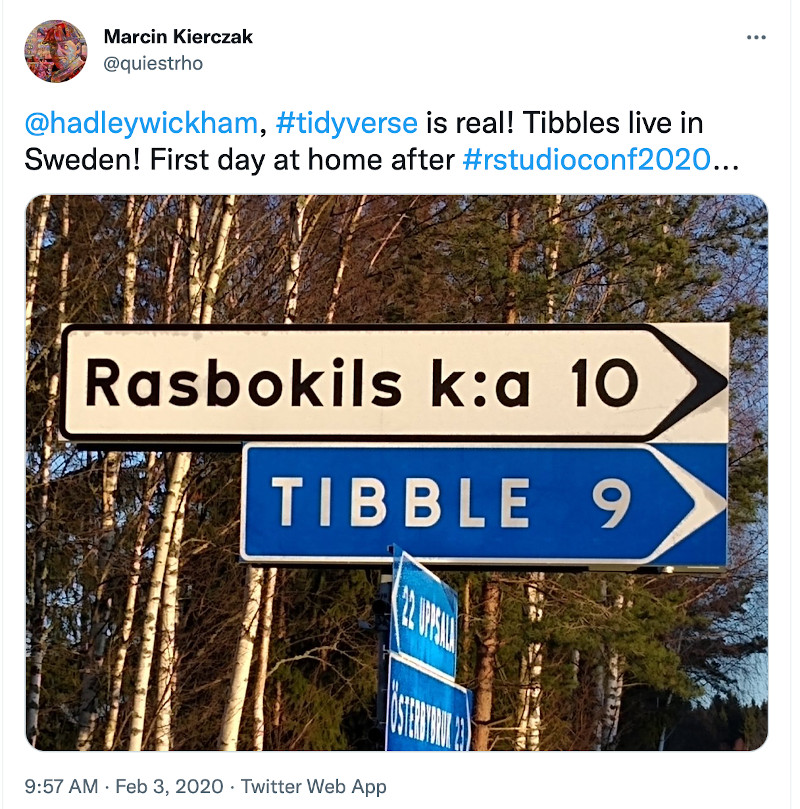 Marcin Kierczak
@quiestrho
@hadleywickham, #tidyverse is real! Tibbles live in
Sweden! First day at home after #rstudioconf2020...
Rasbokils k:a 10
TIBBLE 9
22 UPPSALA
ÖSTERBYBRUK 23
9:57 AM · Feb 3, 2020 · Twitter Web App